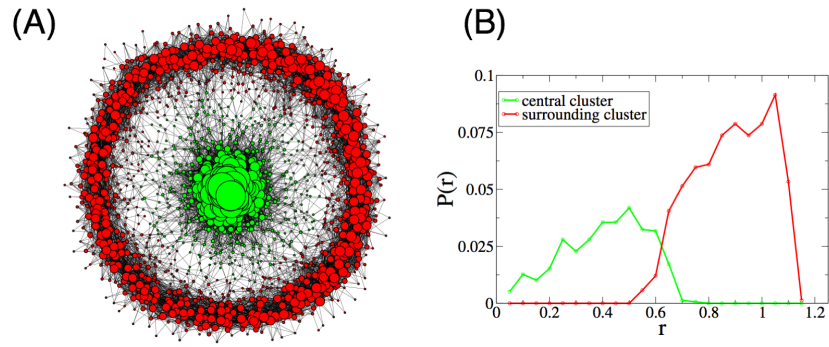 (A)
(B)
0.1
0.075
0.05
0.025
0
P(r)
central cluster
surrounding cluster
0 0.2 0.4 0.6 0.8 1 1.2
r